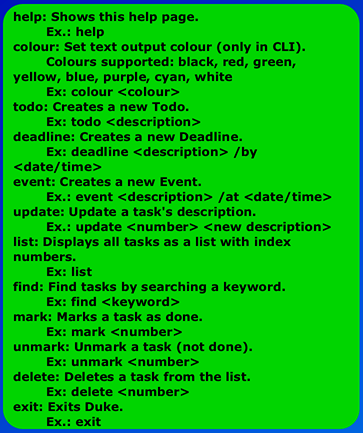 help: Shows this help page.
Ex.: help
colour: Set text output colour (only in CLI).
Colours supported: black, red, green,
yellow, blue, purple, cyan, white
Ex: colour <colour>
todo: Creates a new Todo.
Ex: todo <description>
deadline: Creates a new Deadline.
Ex: deadline <description> /by
<date/time>
event: Creates a new Event.
Ex.: event <description> /at <date/time>
update: Update a task's description.
Ex.: update <number> <new description>
list: Displays all tasks as a list with index
numbers.
Ex: list
find: Find tasks by searching a keyword.
Ex: find <keyword>
mark: Marks a task as done.
Ex: mark <number>
unmark: Unmark a task (not done).
Ex: unmark <number>
delete: Deletes a task from the list.
Ex: delete <number>
exit: Exits Duke.
Ex.: exit